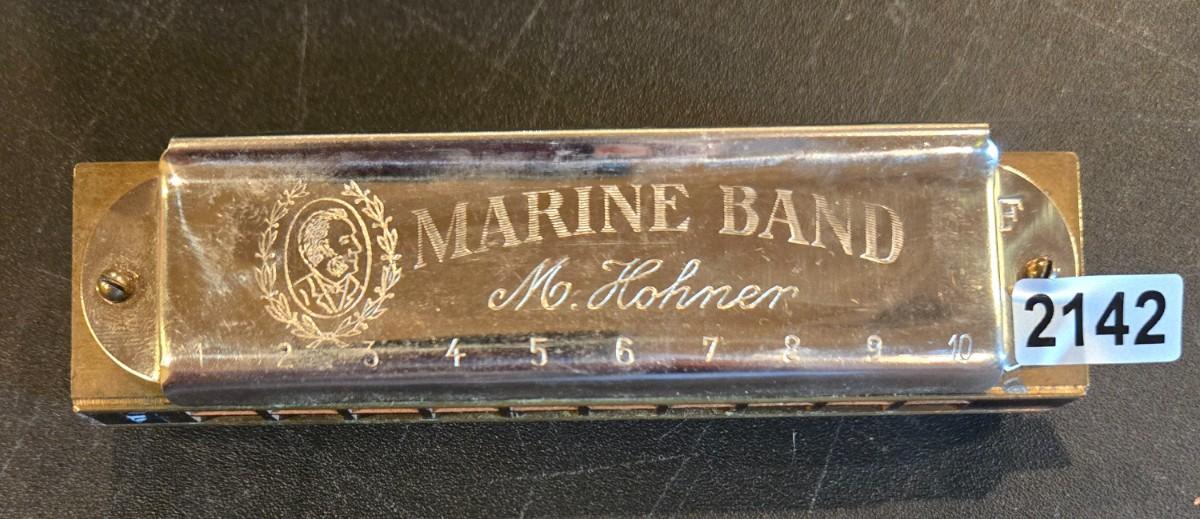 MARINE BAND
M. Hohner
1 2 3 4 5 6 7 8 9 10
F
2142